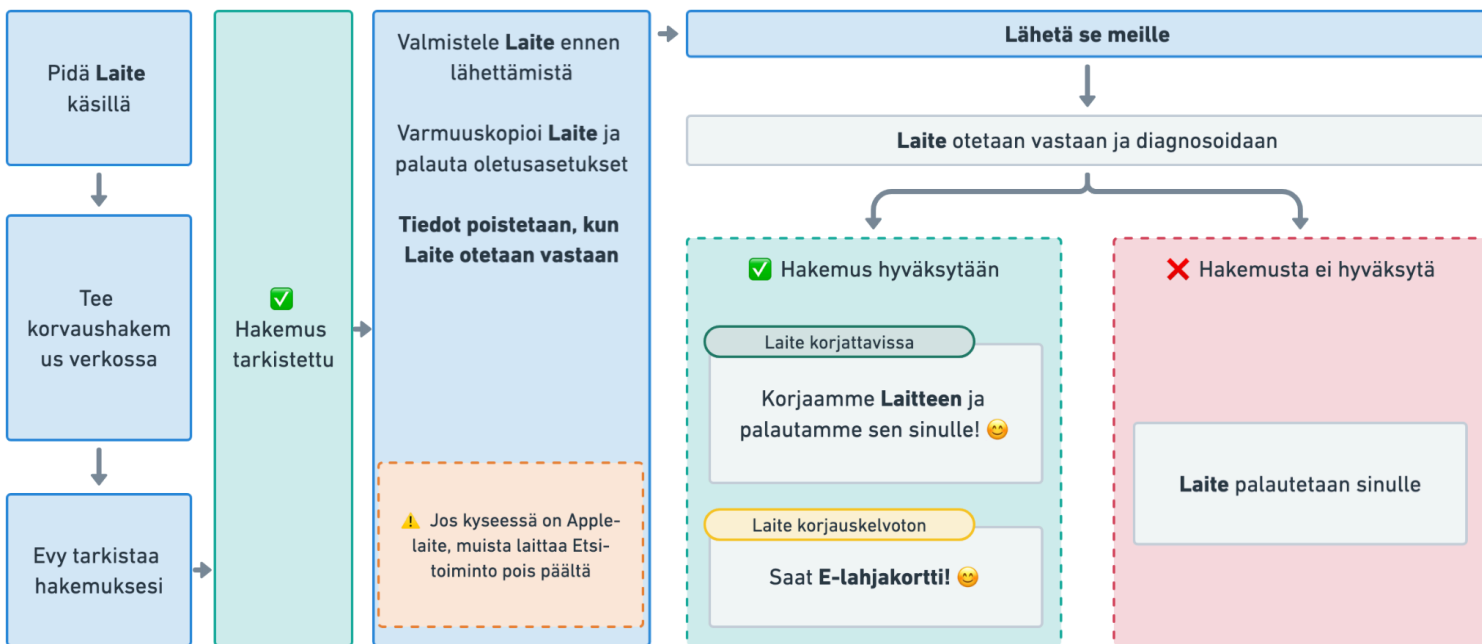 Pidä Laite
käsillä
Tee
korvaushakem
us verkossa
Evy tarkistaa
hakemuksesi
Hakemus
tarkistettu
Valmistele Laite ennen
lähettämistä
Varmuuskopioi Laite ja
palauta oletusasetukset
Tiedot poistetaan, kun
Laite otetaan vastaan
Jos kyseessä on Apple-
laite, muista laittaa Etsi-
toiminto pois päältä
Lähetä se meille
Laite otetaan vastaan ja diagnosoidaan
Hakemus hyväksytään
Laite korjattavissa
Korjaamme Laitteen ja
palautamme sen sinulle! 😊
Laite korjauskelvoton
Saat E-lahjakortti! 😊
Hakemusta ei hyväksytä
Laite palautetaan sinulle